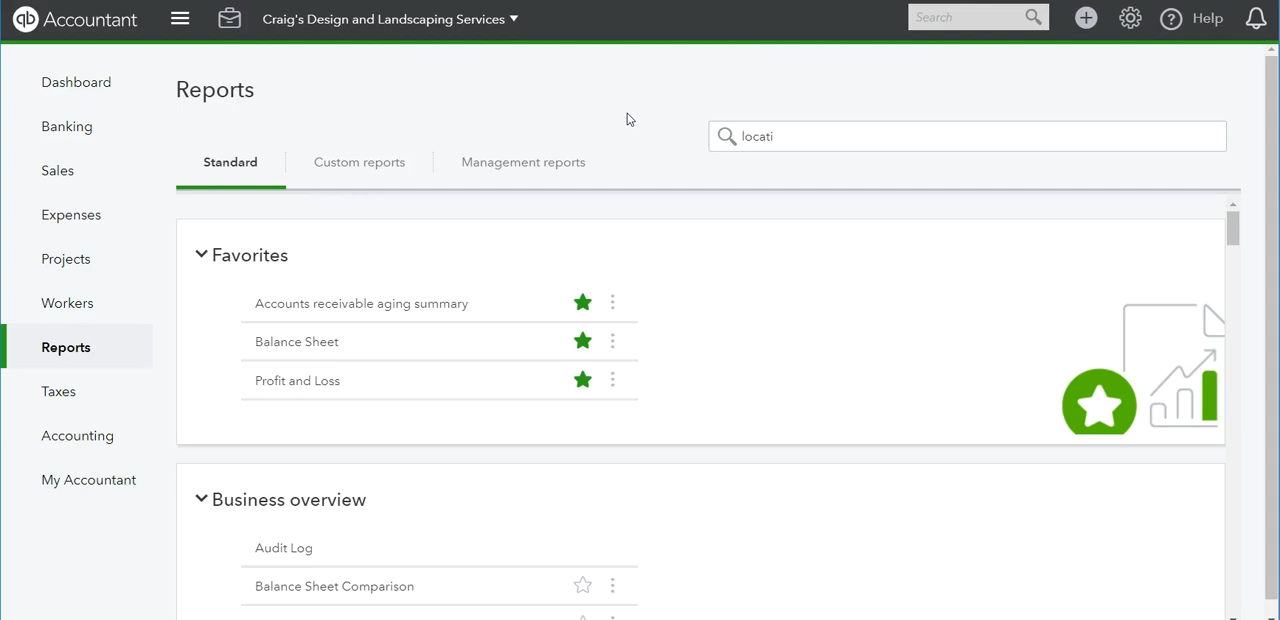 qb Accountant
Craig's Design and Landscaping Services
Search
Help
Dashboard
Banking
Sales
Expenses
Projects
Workers
Reports
Taxes
Accounting
My Accountant
Reports
locati
Standard
Custom reports
Management reports
Favorites
Accounts receivable aging summary
Balance Sheet
Profit and Loss
Business overview
Audit Log
Balance Sheet Comparison